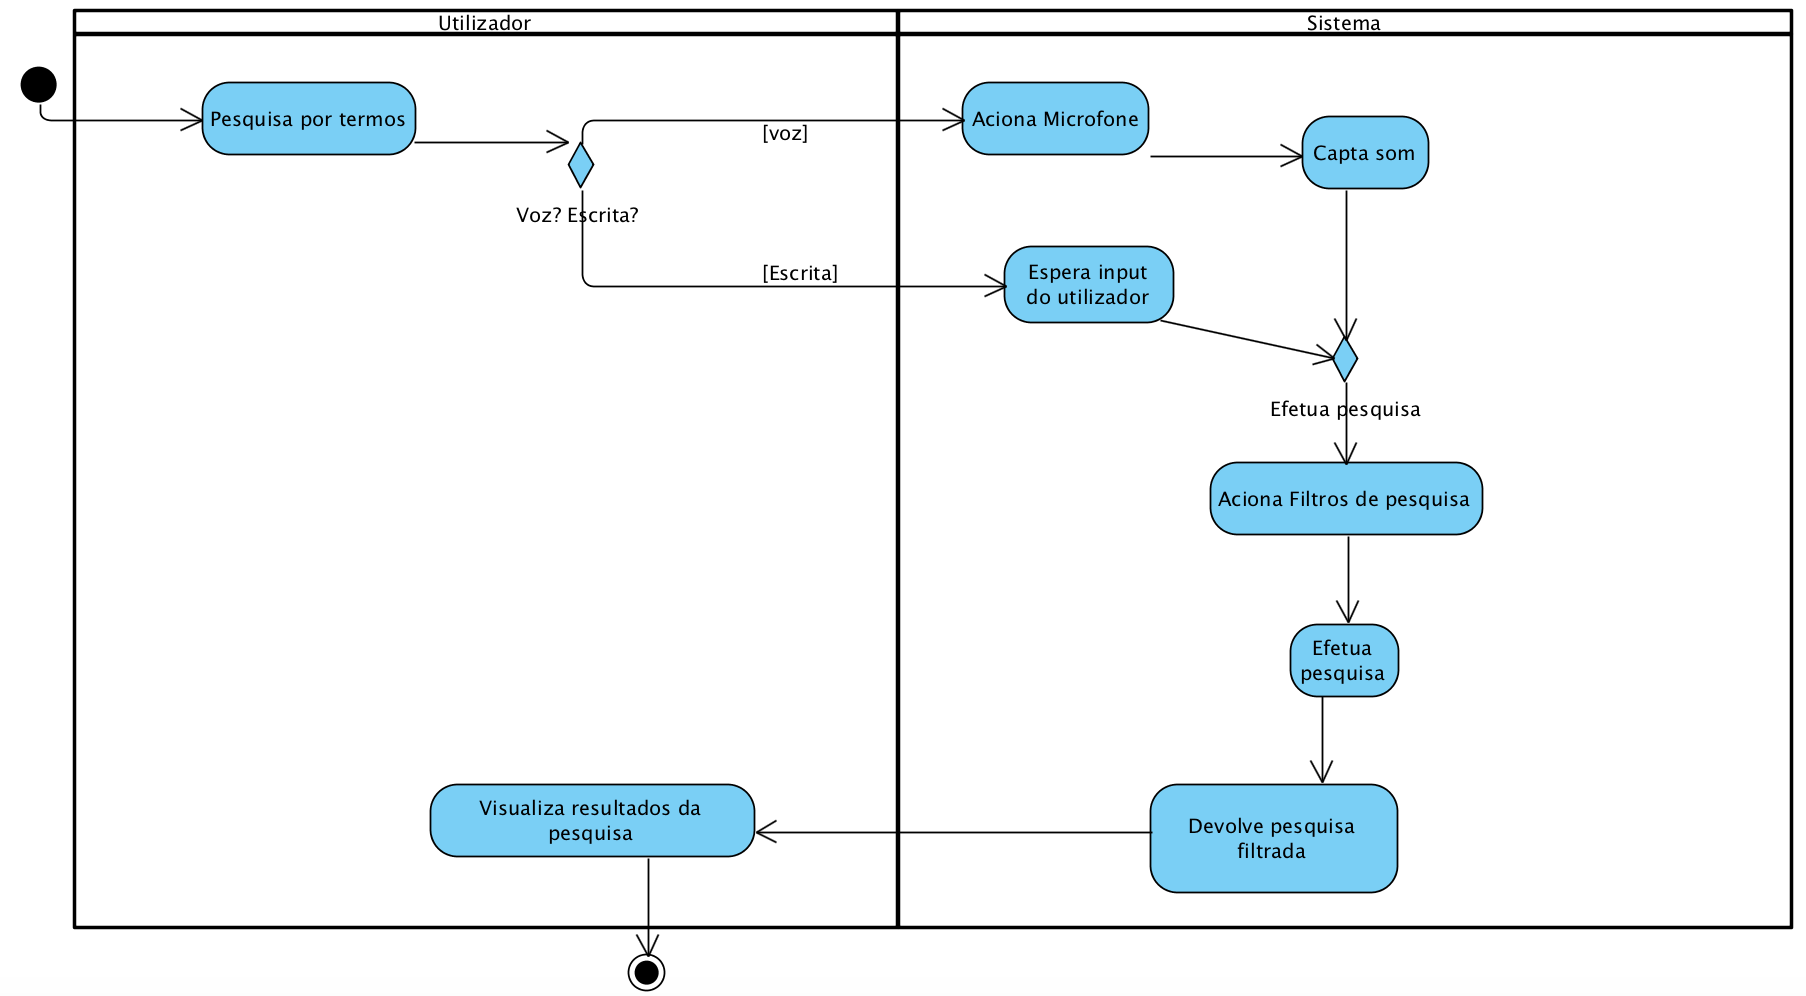 Utilizador
Sistema
Pesquisa por termos
[voz]
Aciona Microfone
Capta som
Voz? Escrita?
[Escrita]
Espera input
do utilizador
Efetua pesquisa
Aciona Filtros de pesquisa
Efetua
pesquisa
Visualiza resultados da
pesquisa
Devolve pesquisa
filtrada